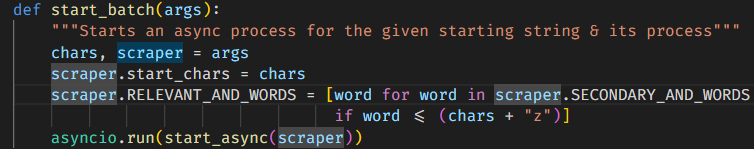 def start_batch(args):
    """Starts an async process for the given starting string & its process"""
    chars, scraper = args
    scraper.start_chars = chars
    scraper.RELEVANT_AND_WORDS = [word for word in scraper.SECONDARY_AND_WORDS
                                  if word <= (chars + "z")]
    asyncio.run(start_async(scraper))